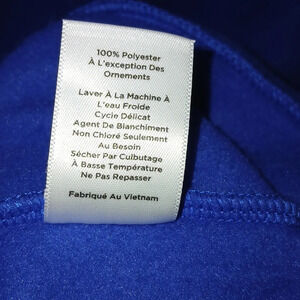 100% Polyester
À L'exception Des
Ornements
Laver À La Machine À
L'eau Froide
Cycle Délicat
Agent De Blanchiment
Non Chloré Seulement
Au Besoin
Sécher Par Culbutage
À Basse Température
Ne Pas Repasser
Fabriqué Au Vietnam